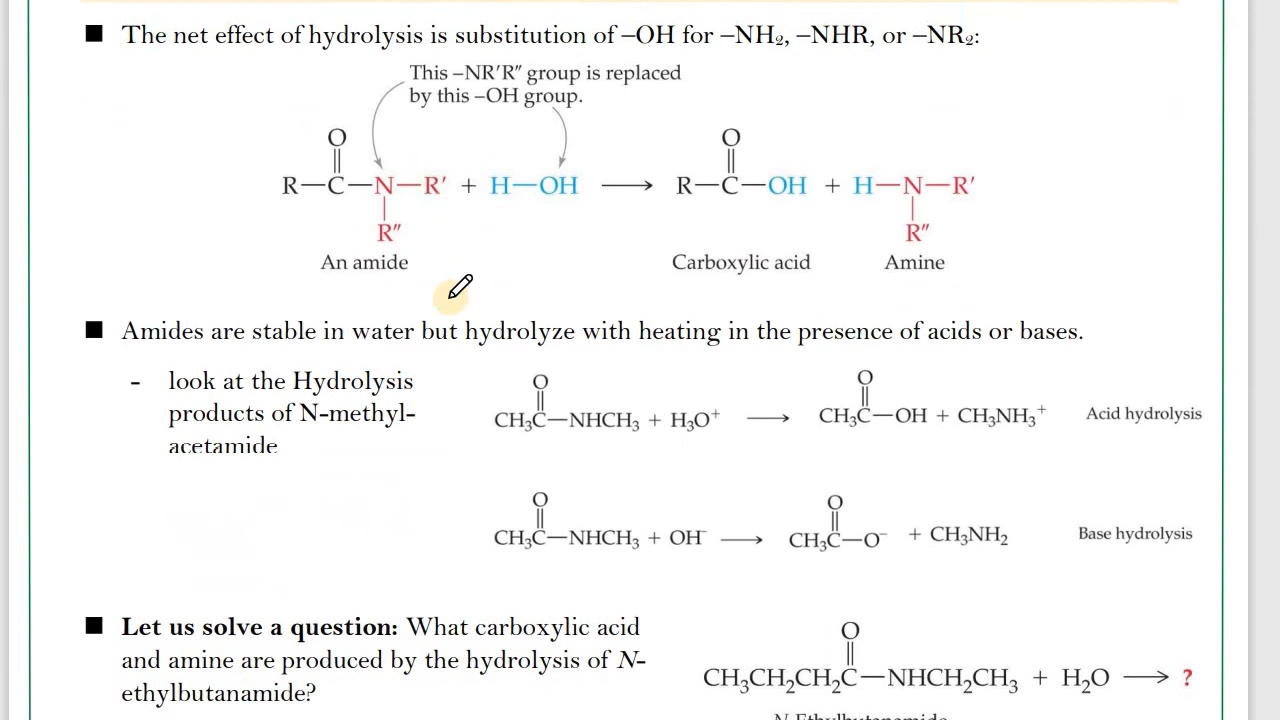 ■ The net effect of hydrolysis is substitution of –OH for –NH₂, –NHR, or –NR₂:
This –NR′R″ group is replaced
by this –OH group.
O
R—C—N—R′ + H—OH ⟶ R—C—OH + H—N—R′
R″
An amide
O
R″
Carboxylic acid
Amine
■ Amides are stable in water but hydrolyze with heating in the presence of acids or bases.
- look at the Hydrolysis
products of N-methyl-
acetamide
O
CH₃C—NHCH₃ + H₃O⁺ ⟶ CH₃C—OH + CH₃NH₃⁺ Acid hydrolysis
O
O
CH₃C—NHCH₃ + OH⁻ ⟶ CH₃C—O⁻ + CH₃NH₂ Base hydrolysis
O
■ Let us solve a question: What carboxylic acid
and amine are produced by the hydrolysis of N-
ethylbutanamide?
O
CH₃CH₂CH₂C—NHCH₂CH₃ + H₂O ⟶ ?
N-Ethylbutanamide